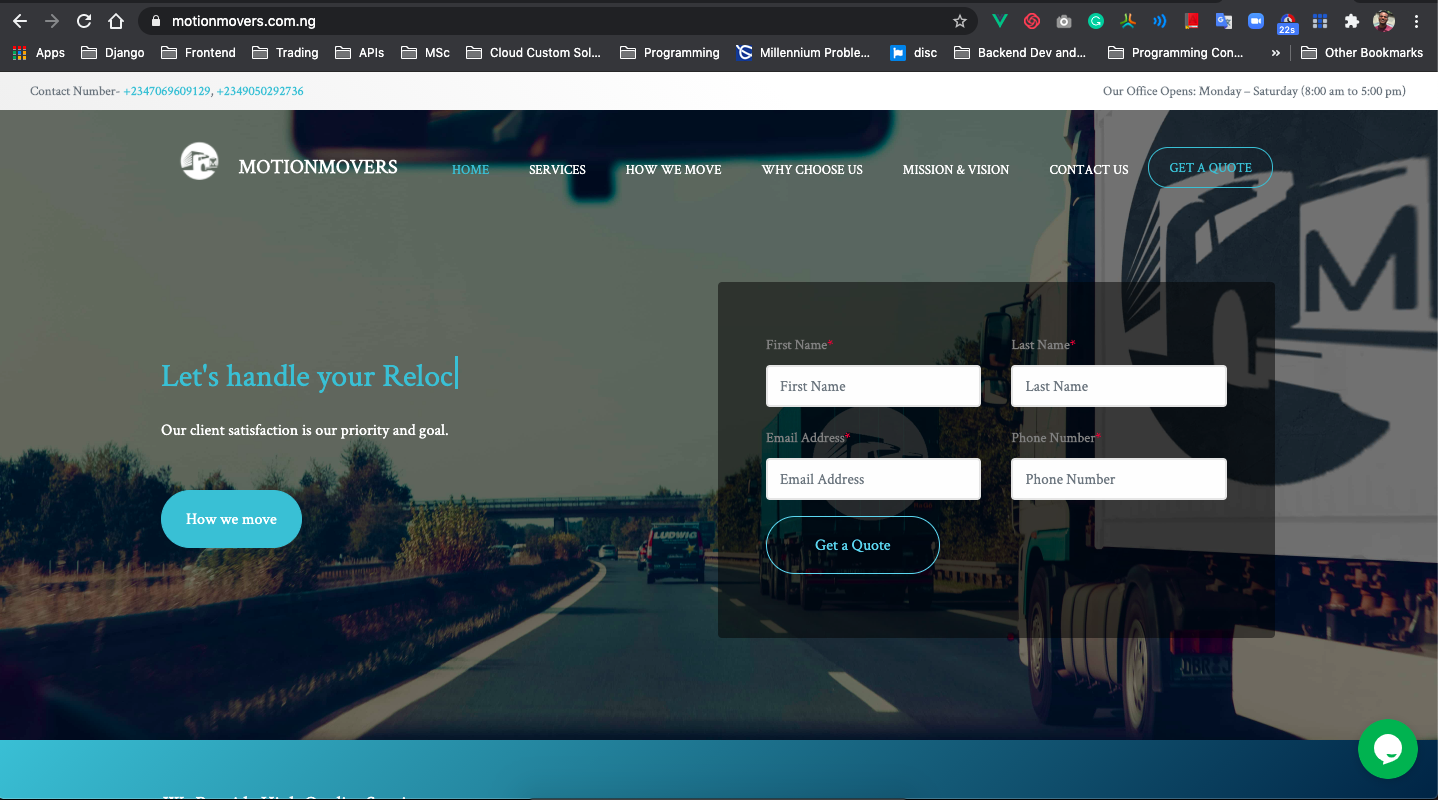 motionmovers.com.ng
22s
Apps Django Frontend Trading APIs MSc Cloud Custom Sol... Programming Millennium Proble... disc Backend Dev and... Programming Con... » Other Bookmarks
Contact Number- +2347069609129, +2349050292736 Our Office Opens: Monday – Saturday (8:00 am to 5:00 pm)
MOTIONMOVERS HOME SERVICES HOW WE MOVE WHY CHOOSE US MISSION & VISION CONTACT US GET A QUOTE
M
First Name* Last Name*
Let's handle your Reloc
First Name Last Name
Our client satisfaction is our priority and goal.
Email Address* Phone Number*
Email Address Phone Number
How we move
LUDWIG
Get a Quote